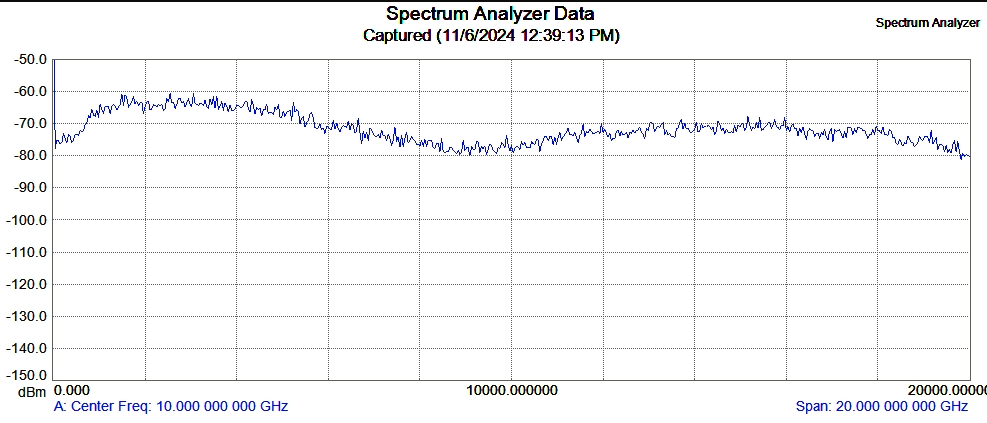 Spectrum Analyzer Data
Spectrum Analyzer
Captured (11/6/2024 12:39:13 PM)
-50.0
-60.0
-70.0
-80.0
-90.0
-100.0
-110.0
-120.0
-130.0
-140.0
-150.0
dBm 0.000 10000.000000 20000.00000
A: Center Freq: 10.000 000 000 GHz Span: 20.000 000 000 GHz